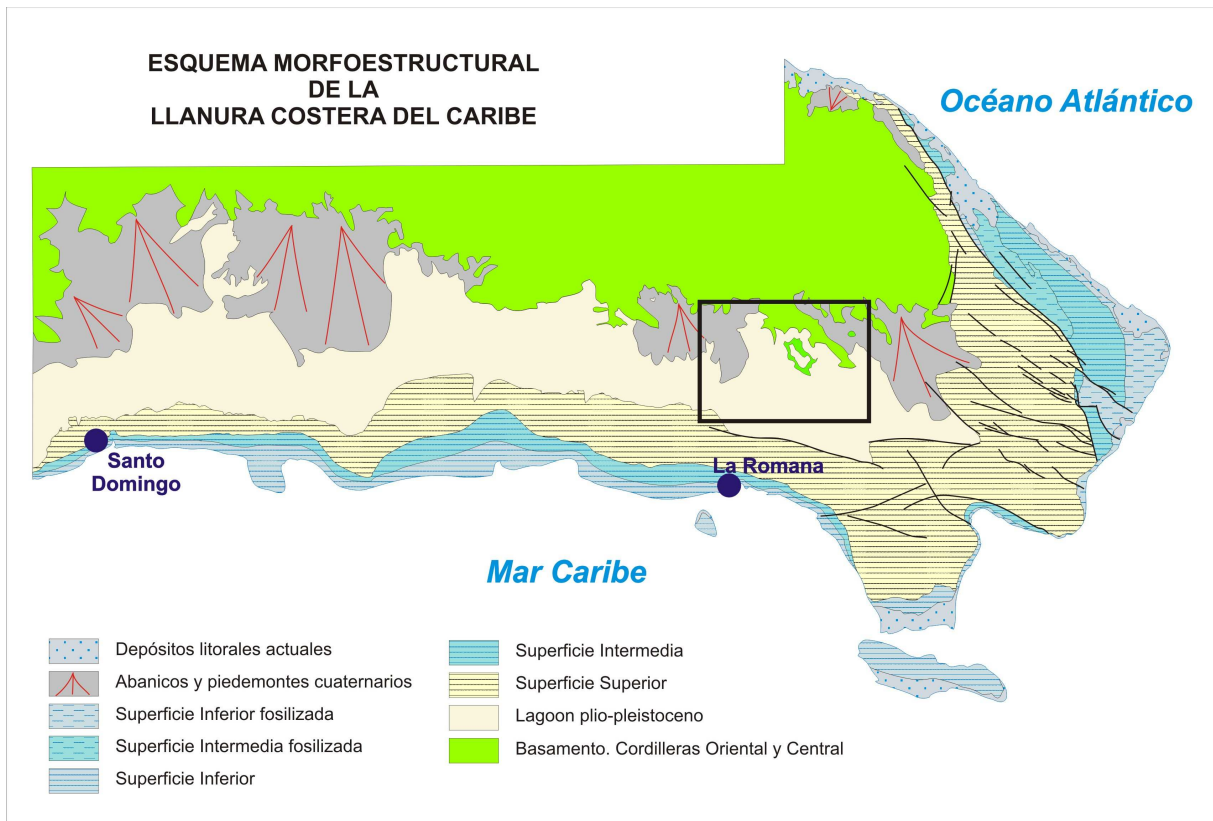 ESQUEMA MORFOESTRUCTURAL
DE LA
LLANURA COSTERA DEL CARIBE
Océano Atlántico
Santo
Domingo
La Romana
Mar Caribe
Depósitos litorales actuales
Abanicos y piedemontes cuaternarios
Superficie Inferior fosilizada
Superficie Intermedia fosilizada
Superficie Inferior
Superficie Intermedia
Superficie Superior
Lagoon plio-pleistoceno
Basamento. Cordilleras Oriental y Central